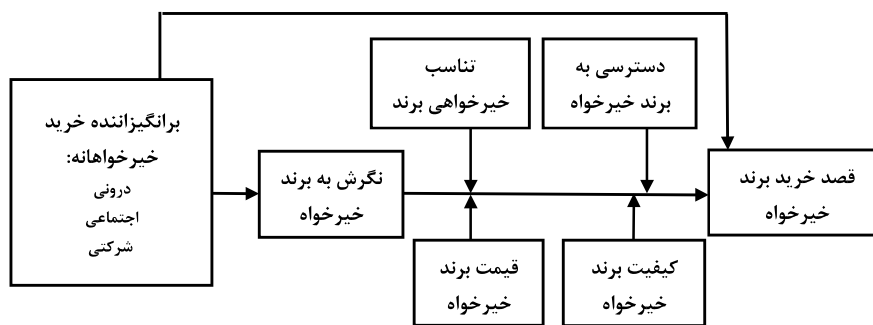 برانگیزاننده خرید
خیرخواهانه:
درونی
اجتماعی
شرکتی
نگرش به برند
خیرخواه
تناسب
خیرخواهی برند
دسترسی به
برند خیرخواه
قیمت برند
خیرخواه
کیفیت برند
خیرخواه
قصد خرید برند
خیرخواه